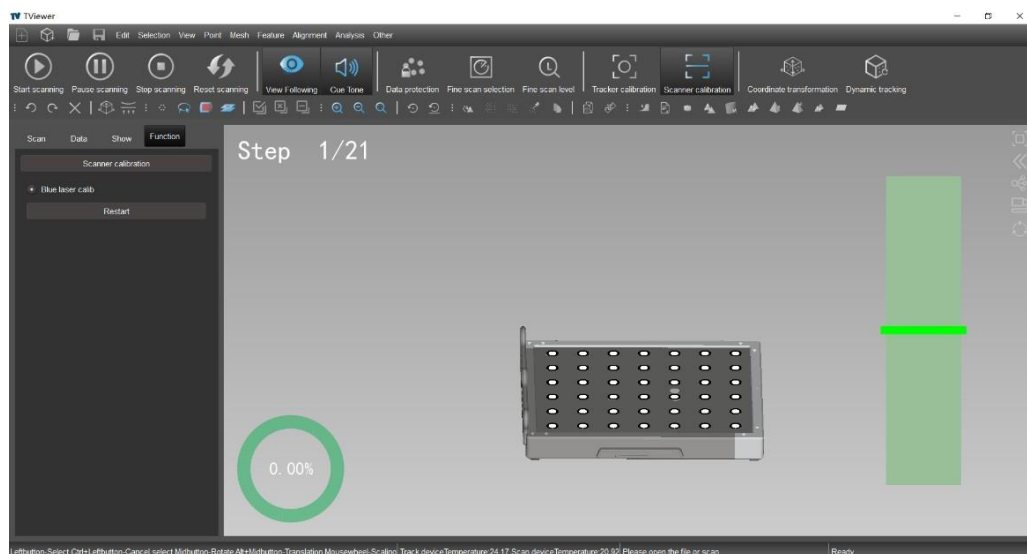 TViewer
Edit Selection View Point Mesh Feature Alignment Analysis Other
Start scanning Pause scanning Stop scanning Reset scanning View Following Cue Tone Data protection Fine scan selection Fine scan level Tracker calibration Scanner calibration Coordinate transformation Dynamic tracking
Scan Data Show Function
Step 1/21
Scanner calibration
Blue laser calib
Restart
0.00%
Leftbutton-Select Ctrl+Leftbutton-Cancel select Midbutton-Rotate Alt+Midbutton-Translation Mousewheel-Scaling Track deviceTemperature:24.17 Scan deviceTemperature:20.92 Please open the file or scan Ready